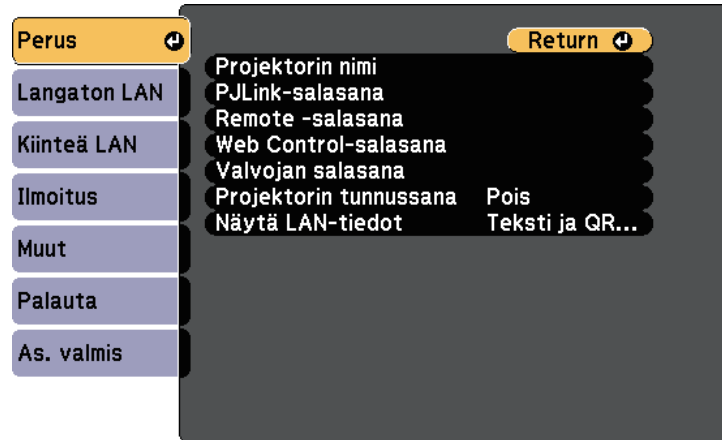 Perus
Langaton LAN
Kiinteä LAN
Ilmoitus
Muut
Palauta
As. valmis
Return
Projektorin nimi
PJLink-salasana
Remote -salasana
Web Control-salasana
Valvojan salasana
Projektorin tunnussana Pois
Näytä LAN-tiedot Teksti ja QR...